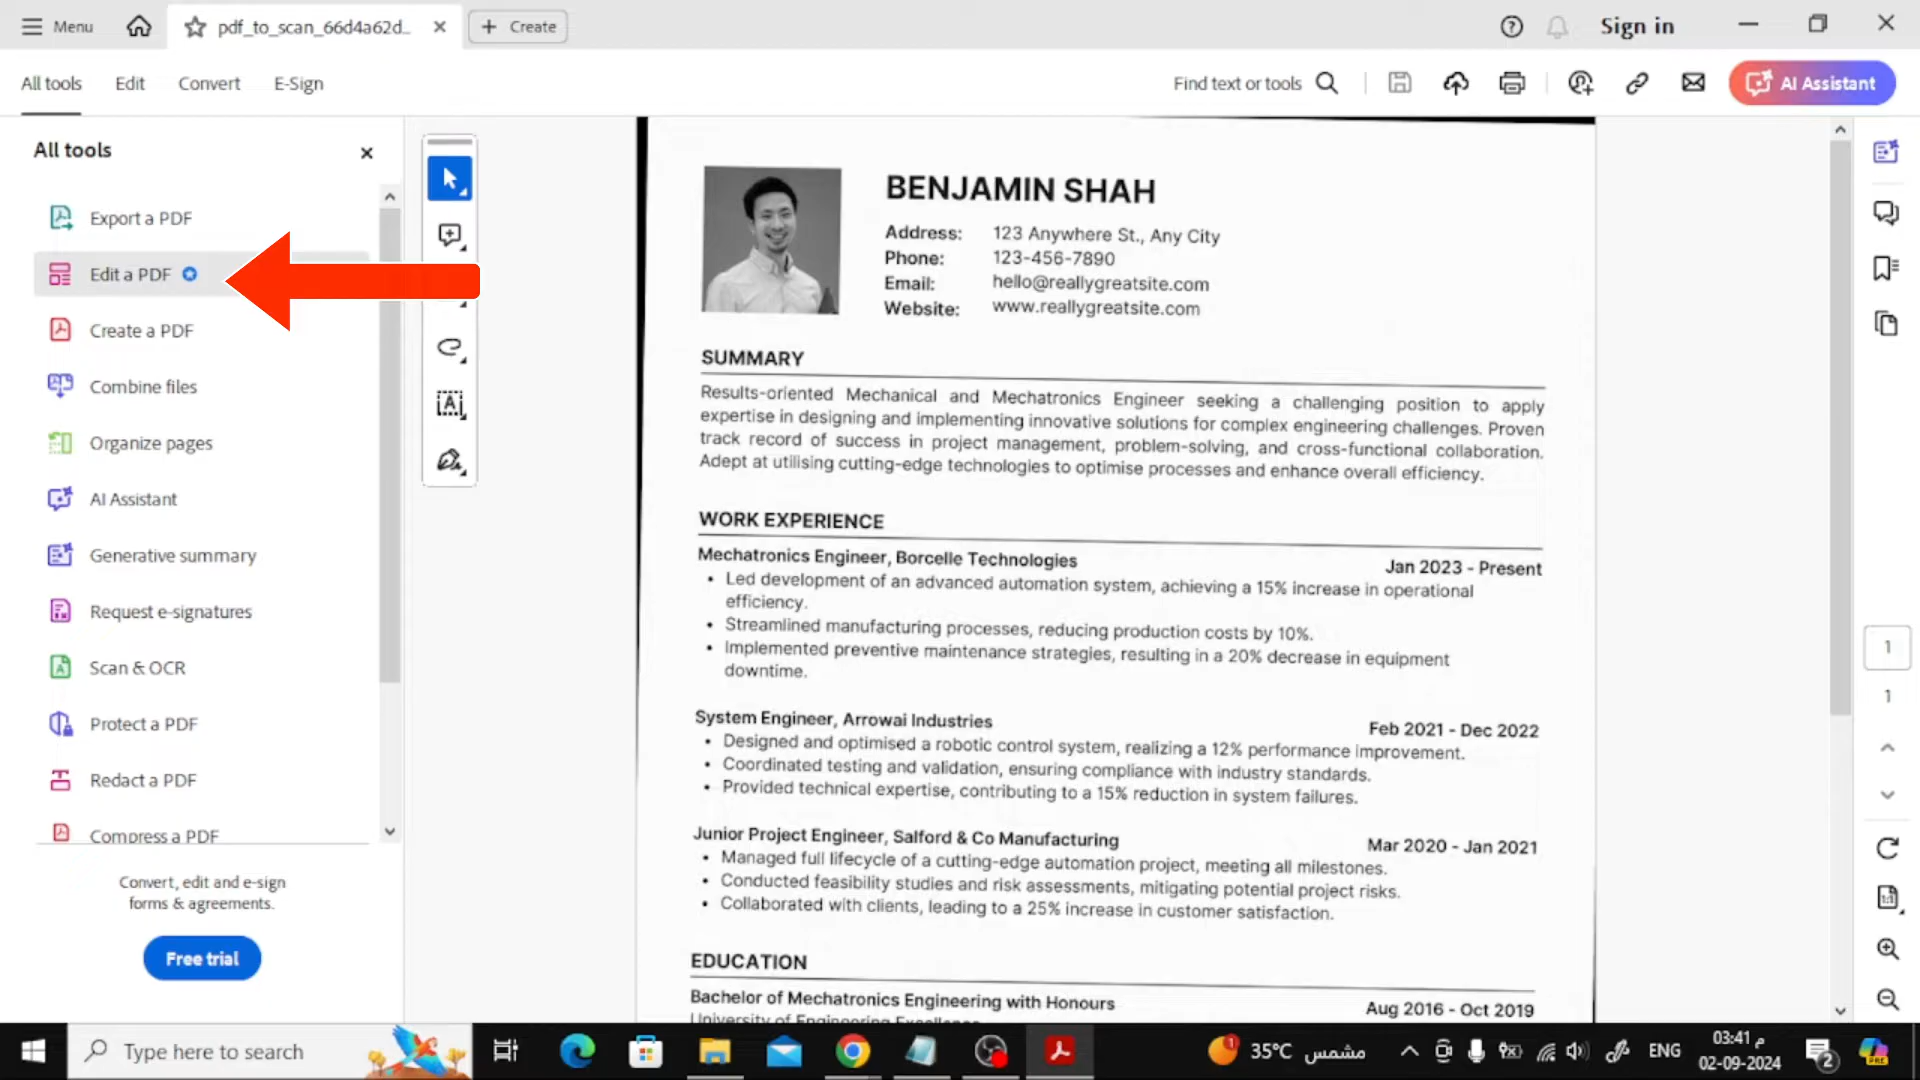 Menu
pdf_to_scan_66d4a62d...
Create
Sign in
All tools
Edit
Convert
E-Sign
Find text or tools
AI Assistant
All tools
Export a PDF
Edit a PDF
Create a PDF
Combine files
Organize pages
AI Assistant
Generative summary
Request e-signatures
Scan & OCR
Protect a PDF
Redact a PDF
Compress a PDF
Convert, edit and e-sign
forms & agreements.
Free trial
BENJAMIN SHAH
Address: 123 Anywhere St., Any City
Phone: 123-456-7890
Email: hello@reallygreatsite.com
Website: www.reallygreatsite.com
SUMMARY
Results-oriented Mechanical and Mechatronics Engineer seeking a challenging position to apply
expertise in designing and implementing innovative solutions for complex engineering challenges. Proven
track record of success in project management, problem-solving, and cross-functional collaboration.
Adept at utilising cutting-edge technologies to optimise processes and enhance overall efficiency.
WORK EXPERIENCE
Mechatronics Engineer, Borcelle Technologies Jan 2023 - Present
• Led development of an advanced automation system, achieving a 15% increase in operational
efficiency.
• Streamlined manufacturing processes, reducing production costs by 10%.
• Implemented preventive maintenance strategies, resulting in a 20% decrease in equipment
downtime.
System Engineer, Arrowai Industries Feb 2021 - Dec 2022
• Designed and optimised a robotic control system, realizing a 12% performance improvement.
• Coordinated testing and validation, ensuring compliance with industry standards.
• Provided technical expertise, contributing to a 15% reduction in system failures.
Junior Project Engineer, Salford & Co Manufacturing Mar 2020 - Jan 2021
• Managed full lifecycle of a cutting-edge automation project, meeting all milestones.
• Conducted feasibility studies and risk assessments, mitigating potential project risks.
• Collaborated with clients, leading to a 25% increase in customer satisfaction.
EDUCATION
Bachelor of Mechatronics Engineering with Honours Aug 2016 - Oct 2019
University of Engineering Excellence
1
1
1:1
Type here to search
1
35°C مشمس
ENG
03:41 م
02-09-2024
2
PRE